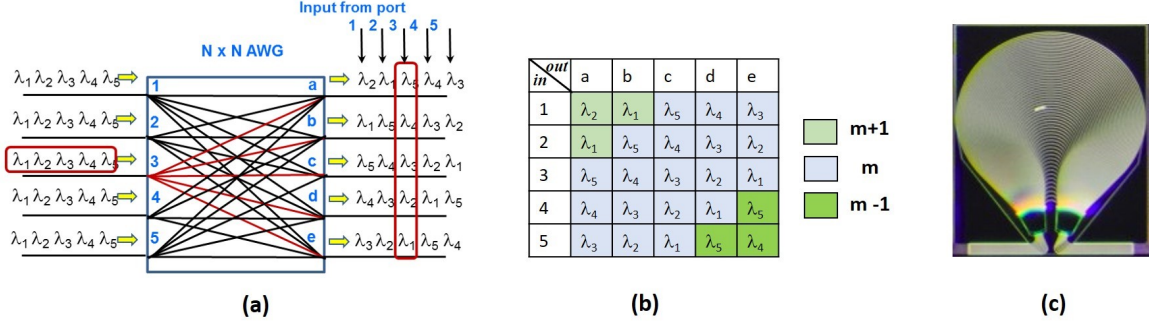 Input from port
1 2 3 4 5
N x N AWG
λ₁ λ₂ λ₃ λ₄ λ₅ 1 a λ₂ λ₁ λ₅ λ₄ λ₃
λ₁ λ₂ λ₃ λ₄ λ₅ 2 b λ₁ λ₅ λ₄ λ₃ λ₂
λ₁ λ₂ λ₃ λ₄ λ₅ 3 c λ₅ λ₄ λ₃ λ₂ λ₁
λ₁ λ₂ λ₃ λ₄ λ₅ 4 d λ₄ λ₃ λ₂ λ₁ λ₅
λ₁ λ₂ λ₃ λ₄ λ₅ 5 e λ₃ λ₂ λ₁ λ₅ λ₄
(a)
in out a b c d e
1 λ₂ λ₁ λ₅ λ₄ λ₃
2 λ₁ λ₅ λ₄ λ₃ λ₂
3 λ₅ λ₄ λ₃ λ₂ λ₁
4 λ₄ λ₃ λ₂ λ₁ λ₅
5 λ₃ λ₂ λ₁ λ₅ λ₄
m+1
m
m -1
(b)
(c)